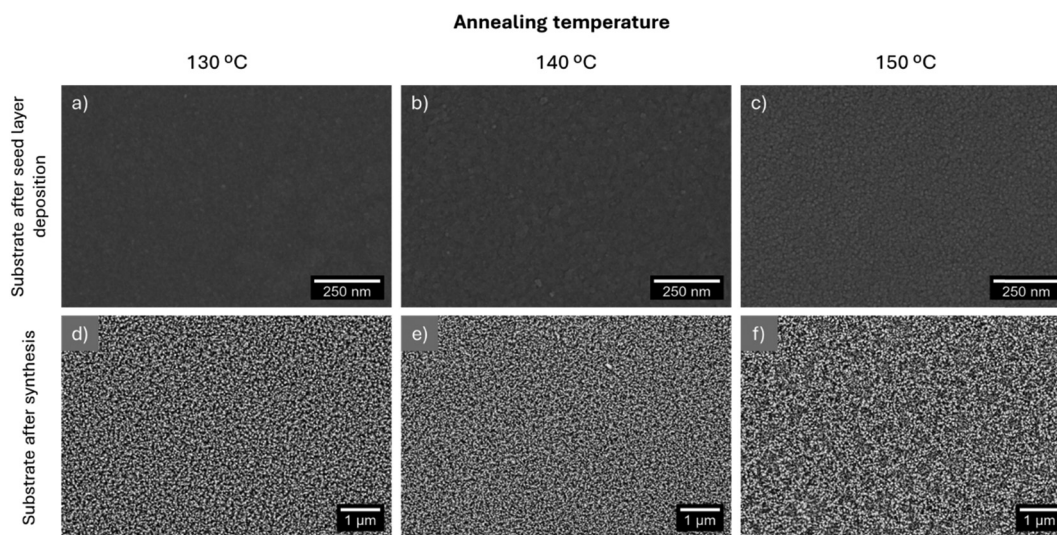 Annealing temperature
130 ºC
140 ºC
150 ºC
Substrate after seed layer
deposition
a)
250 nm
b)
250 nm
c)
250 nm
Substrate after synthesis
d)
1 µm
e)
1 µm
f)
1 µm